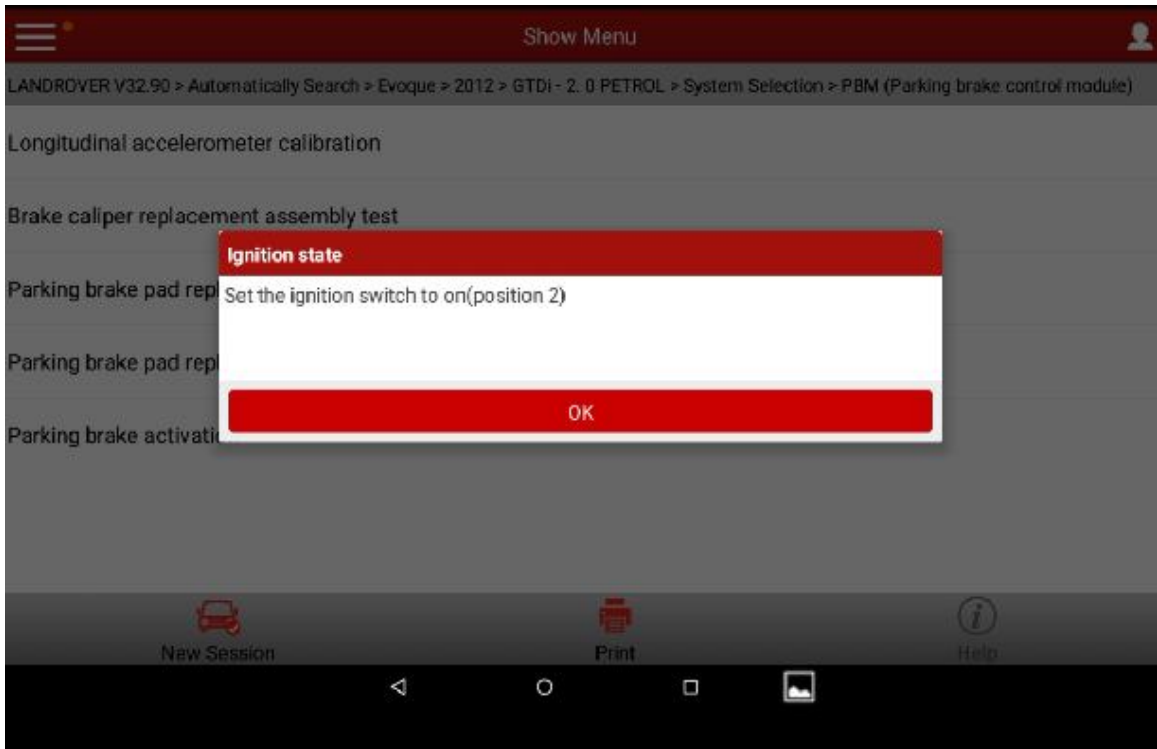 Show Menu
LANDROVER V32.90 > Automatically Search > Evoque > 2012 > GTDi - 2. 0 PETROL > System Selection > PBM (Parking brake control module)
Longitudinal accelerometer calibration
Brake caliper replacement assembly test
Ignition state
Parking brake pad repl
Set the ignition switch to on(position 2)
Parking brake pad repl
OK
Parking brake activati
New Session
Print
Help